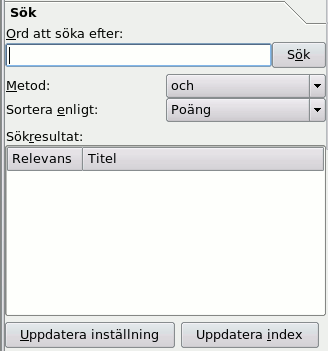 Sök
Ord att söka efter:
Sök
Metod: och
Sortera enligt: Poäng
Sökresultat:
Relevans Titel
Uppdatera inställning Uppdatera index